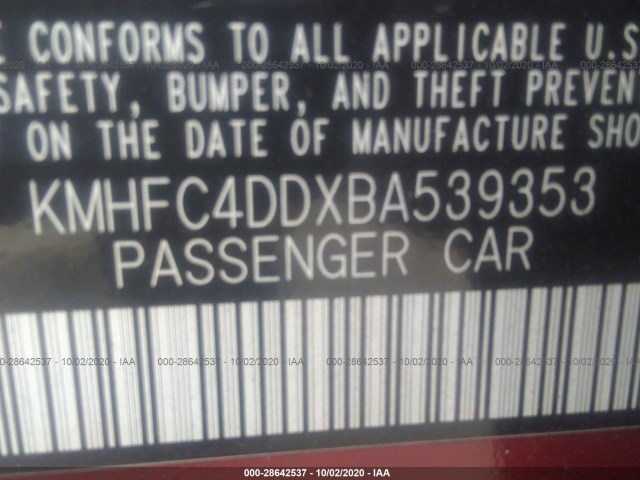 E CONFORMS TO ALL APPLICABLE U.S
SAFETY, BUMPER, AND THEFT PREVEN
ON THE DATE OF MANUFACTURE SHO
KMHFC4DDXBA539353
PASSENGER CAR
000-28642537 - 10/02/2020 - IAA